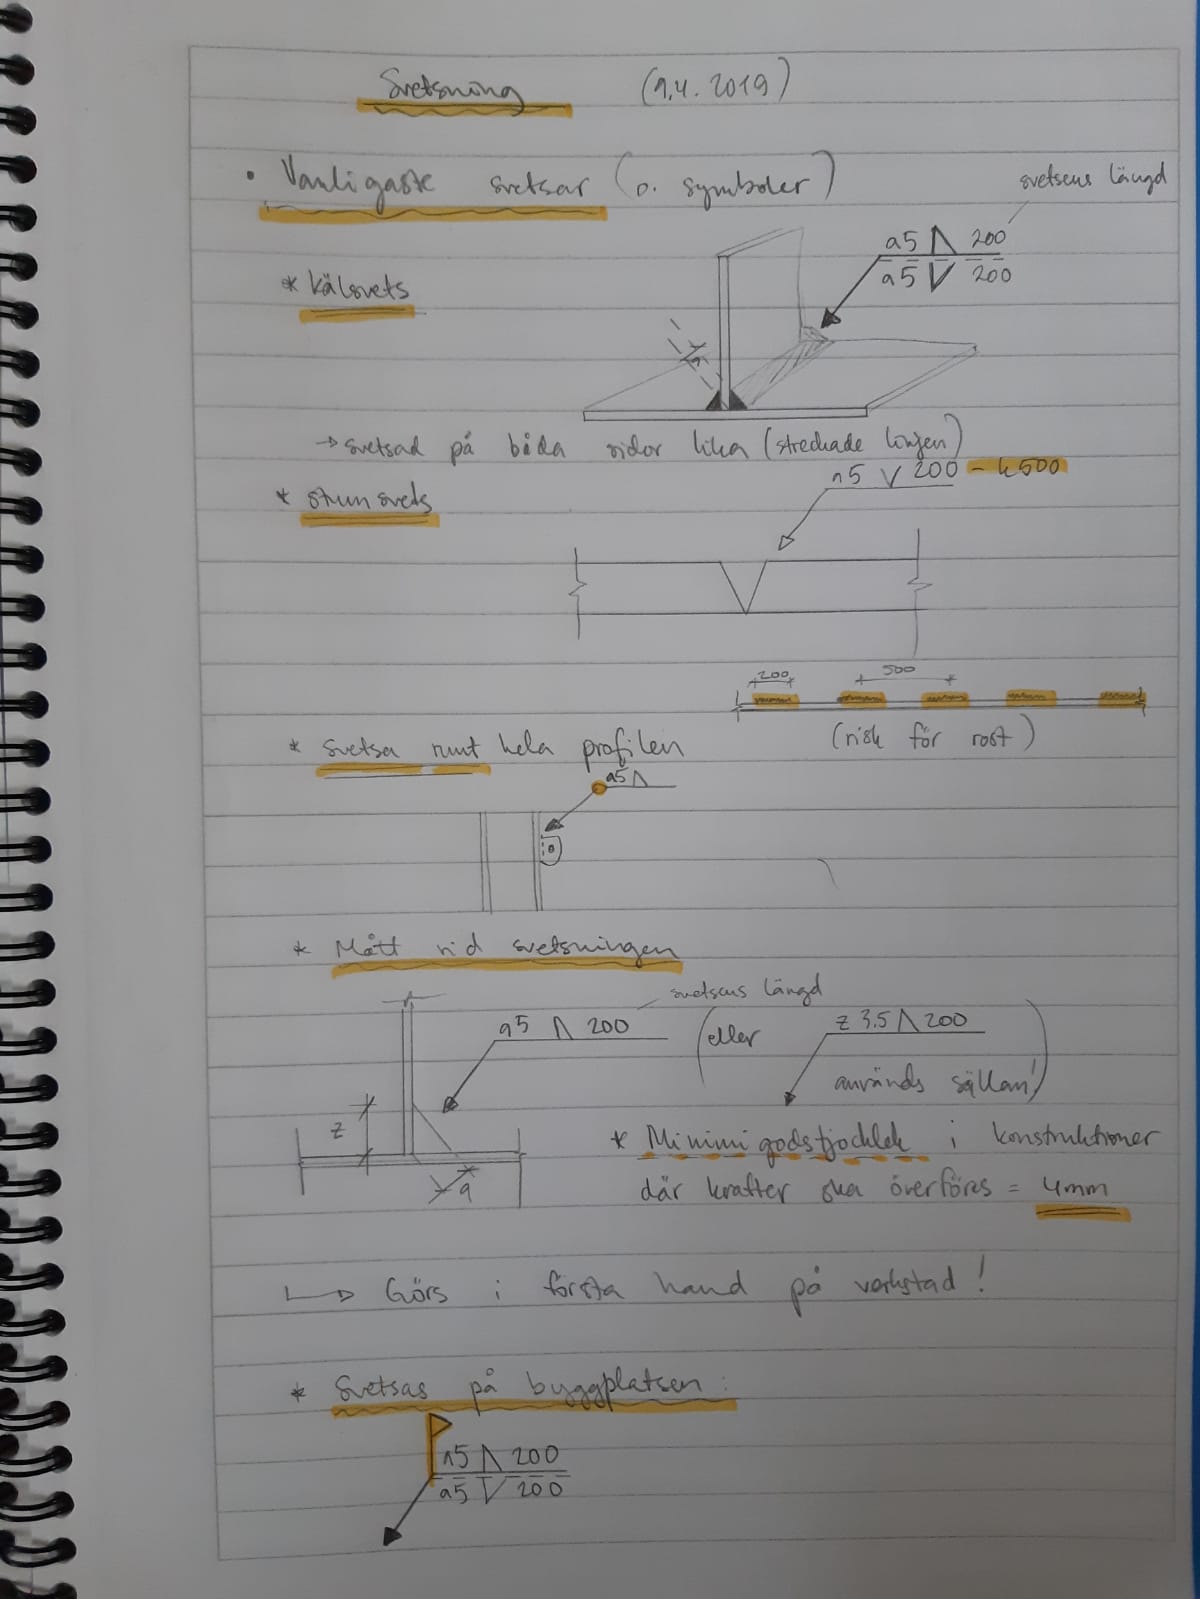 Svetsning (9.4.2019)
• Vanligaste svetsar (o. symboler)
svetsens längd
a5 200
a5 200
* kälsvets
a
→ svetsad på båda sidor lika (streckade linjen)
a5 V 200 - k500
* stumsvets
200 500
(risk för rost)
* Svetsa runt hela profilen
a5
* Mått vid svetsningen
svetsens längd
a5 200 (eller z 3.5 200
används sällan!)
z
a
* Minimi godstjocklek i konstruktioner
där krafter ska överföras = 4mm
Görs i första hand på verkstad!
* Svetsas på byggplatsen:
a5 200
a5 200